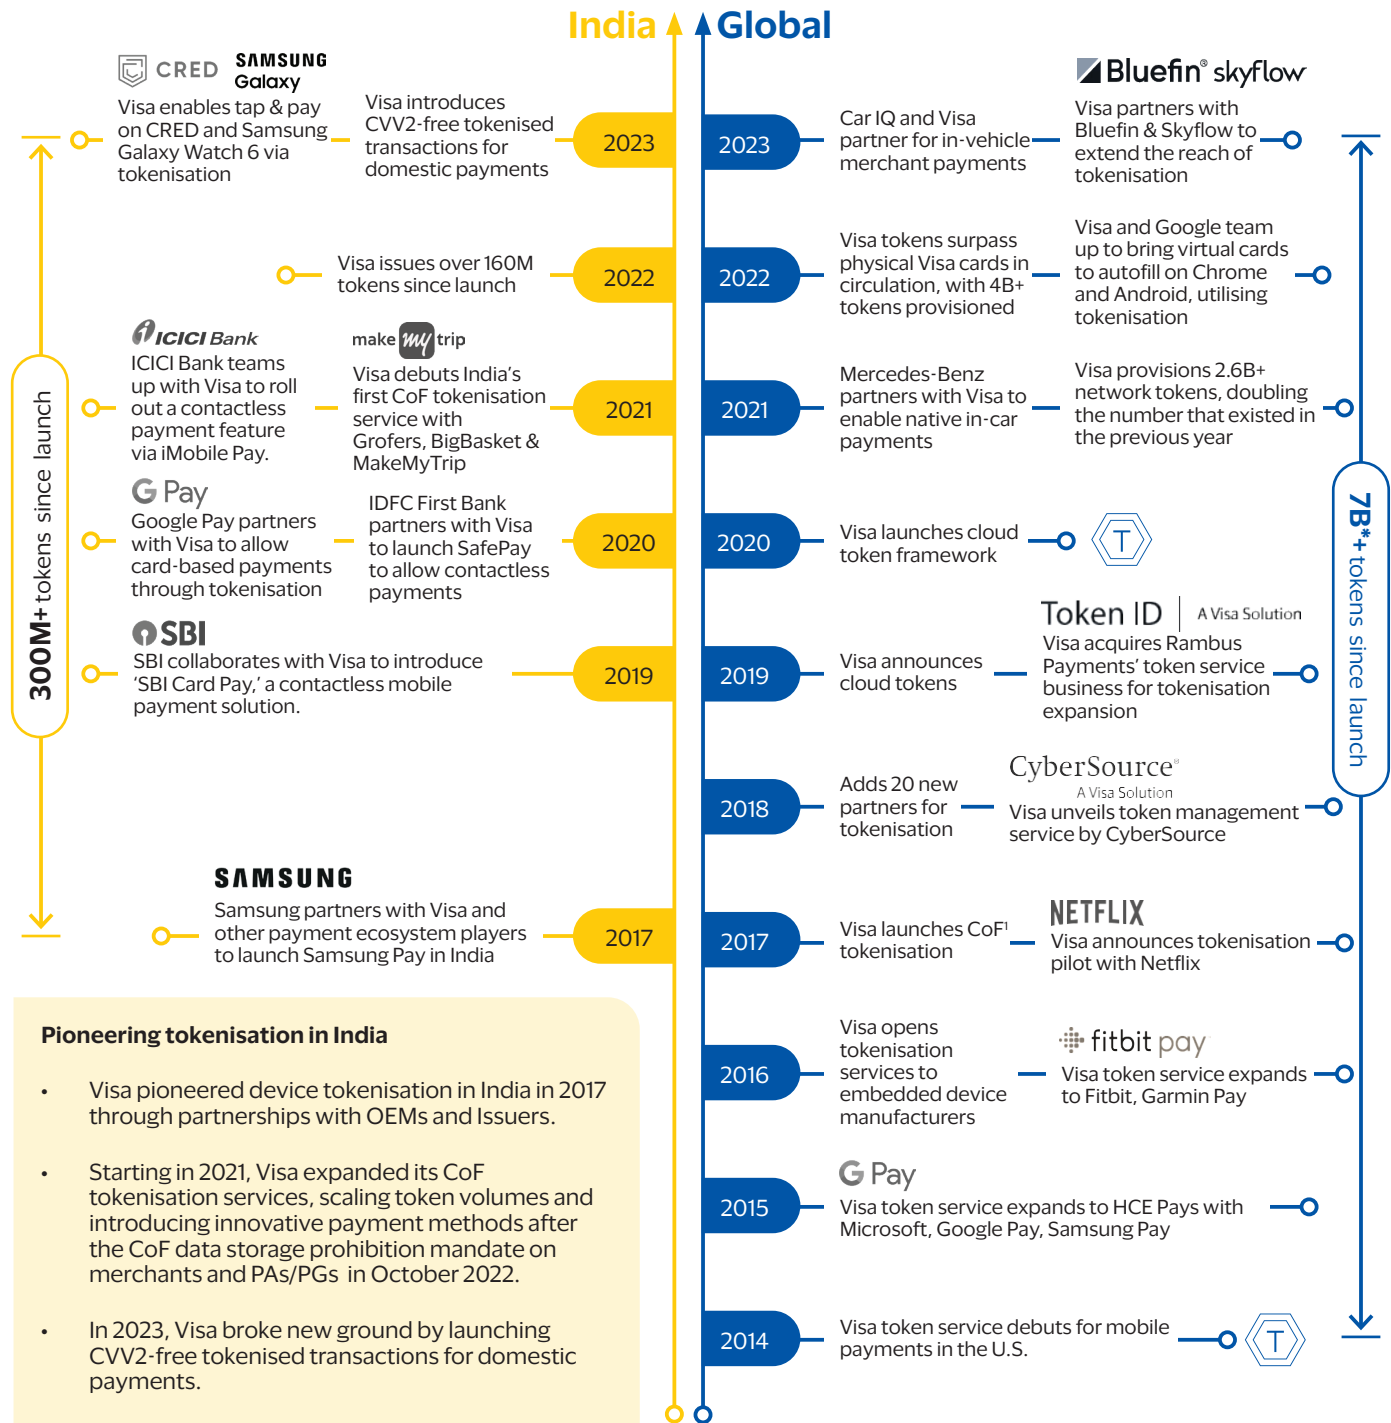 India
Global
CRED
SAMSUNG
Galaxy
Visa enables tap & pay
on CRED and Samsung
Galaxy Watch 6 via
tokenisation
Visa introduces
CVV2-free tokenised
transactions for
domestic payments
2023
2023
Car IQ and Visa
partner for in-vehicle
merchant payments
Bluefin® skyflow
Visa partners with
Bluefin & Skyflow to
extend the reach of
tokenisation
Visa issues over 160M
tokens since launch
2022
2022
Visa tokens surpass
physical Visa cards in
circulation, with 4B+
tokens provisioned
Visa and Google team
up to bring virtual cards
to autofill on Chrome
and Android, utilising
tokenisation
ICICI Bank
ICICI Bank teams
up with Visa to roll
out a contactless
payment feature
via iMobile Pay.
make my trip
Visa debuts India's
first CoF tokenisation
service with
Grofers, BigBasket &
MakeMyTrip
2021
2021
Mercedes-Benz
partners with Visa to
enable native in-car
payments
Visa provisions 2.6B+
network tokens, doubling
the number that existed in
the previous year
300M+ tokens since launch
7B*+ tokens since launch
G Pay
Google Pay partners
with Visa to allow
card-based payments
through tokenisation
IDFC First Bank
partners with Visa
to launch SafePay
to allow contactless
payments
2020
2020
Visa launches cloud
token framework
T
SBI
SBI collaborates with Visa to introduce
‘SBI Card Pay,’ a contactless mobile
payment solution.
2019
2019
Visa announces
cloud tokens
Token ID | A Visa Solution
Visa acquires Rambus
Payments’ token service
business for tokenisation
expansion
2018
Adds 20 new
partners for
tokenisation
CyberSource®
A Visa Solution
Visa unveils token management
service by CyberSource
SAMSUNG
Samsung partners with Visa and
other payment ecosystem players
to launch Samsung Pay in India
2017
2017
Visa launches CoF¹
tokenisation
NETFLIX
Visa announces tokenisation
pilot with Netflix
2016
Visa opens
tokenisation
services to
embedded device
manufacturers
fitbit pay
Visa token service expands
to Fitbit, Garmin Pay
2015
G Pay
Visa token service expands to HCE Pays with
Microsoft, Google Pay, Samsung Pay
2014
Visa token service debuts for mobile
payments in the U.S.
T
Pioneering tokenisation in India
• Visa pioneered device tokenisation in India in 2017
through partnerships with OEMs and Issuers.
• Starting in 2021, Visa expanded its CoF
tokenisation services, scaling token volumes and
introducing innovative payment methods after
the CoF data storage prohibition mandate on
merchants and PAs/PGs in October 2022.
• In 2023, Visa broke new ground by launching
CVV2-free tokenised transactions for domestic
payments.